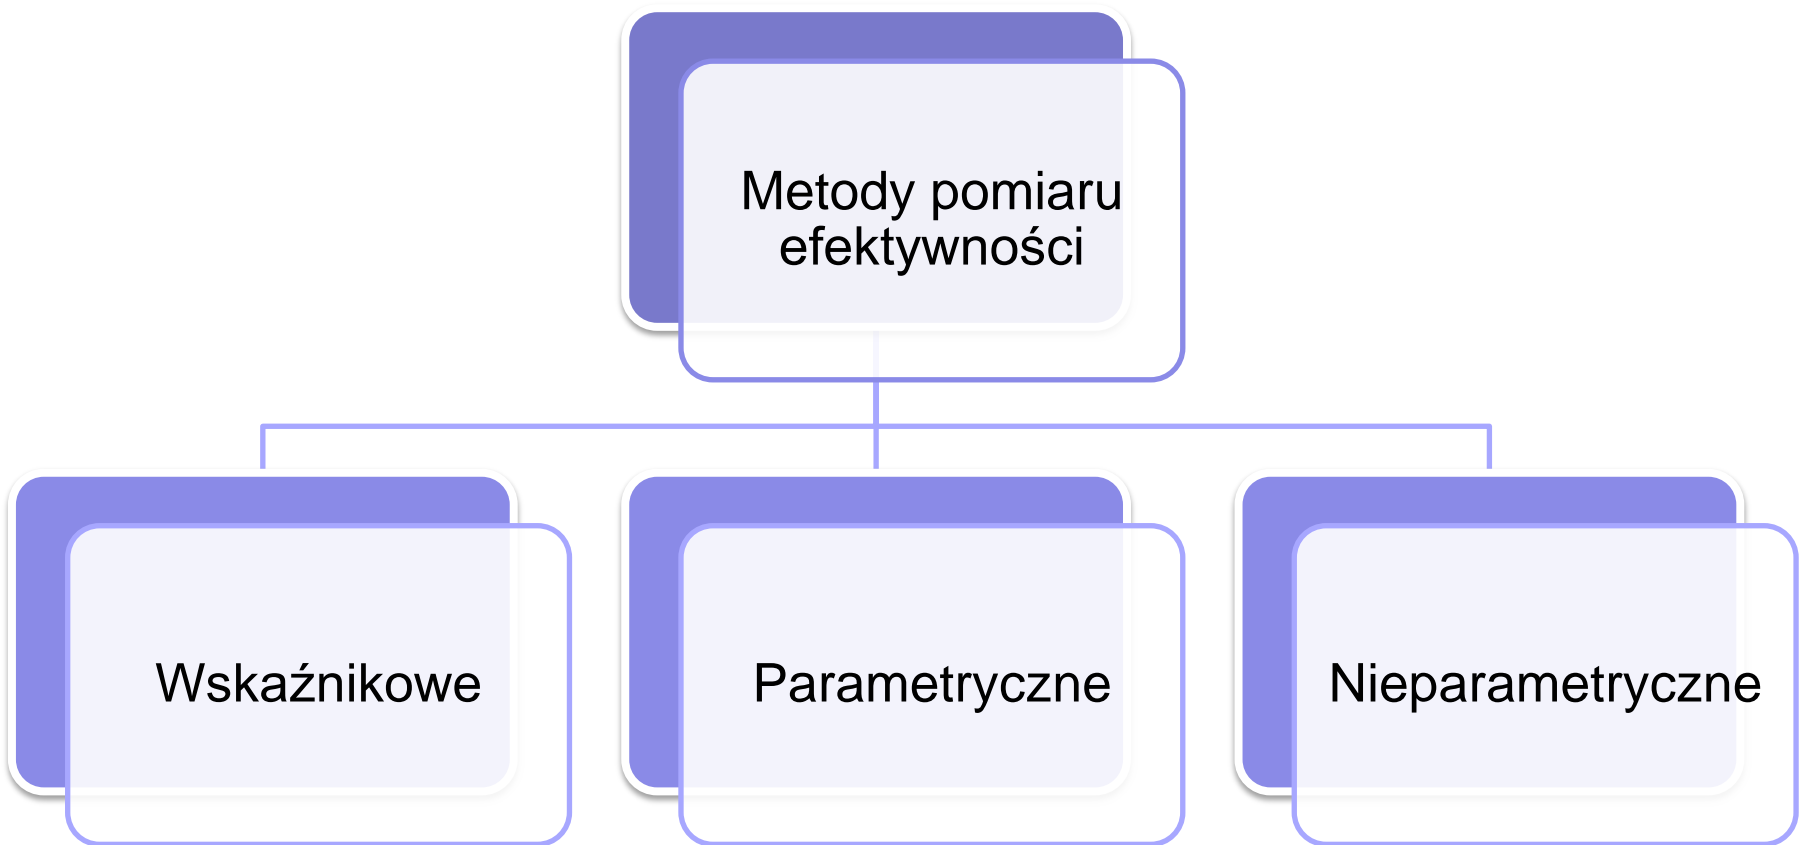 Metody pomiaru
efektywności
Wskaźnikowe
Parametryczne
Nieparametryczne